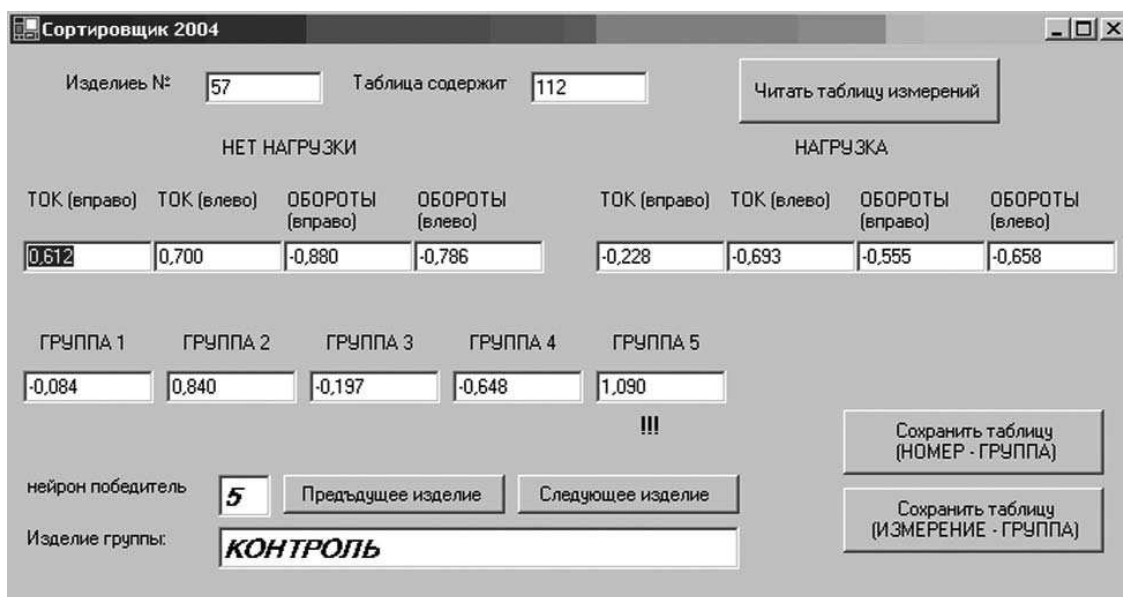 Сортировщик 2004
Изделиеь № 57 Таблица содержит 112 Читать таблицу измерений
НЕТ НАГРУЗКИ НАГРУЗКА
ТОК (вправо) ТОК (влево) ОБОРОТЫ (вправо) ОБОРОТЫ (влево) ТОК (вправо) ТОК (влево) ОБОРОТЫ (вправо) ОБОРОТЫ (влево)
0,612 0,700 -0,880 -0,786 -0,228 -0,693 -0,555 -0,658
ГРУППА 1 ГРУППА 2 ГРУППА 3 ГРУППА 4 ГРУППА 5
-0,084 0,840 -0,197 -0,648 1,090
!!!
Сохранить таблицу
(НОМЕР - ГРУППА)
нейрон победитель 5 Предъдущее изделие Следующее изделие
Сохранить таблицу
(ИЗМЕРЕНИЕ - ГРУППА)
Изделие группы: КОНТРОЛЬ